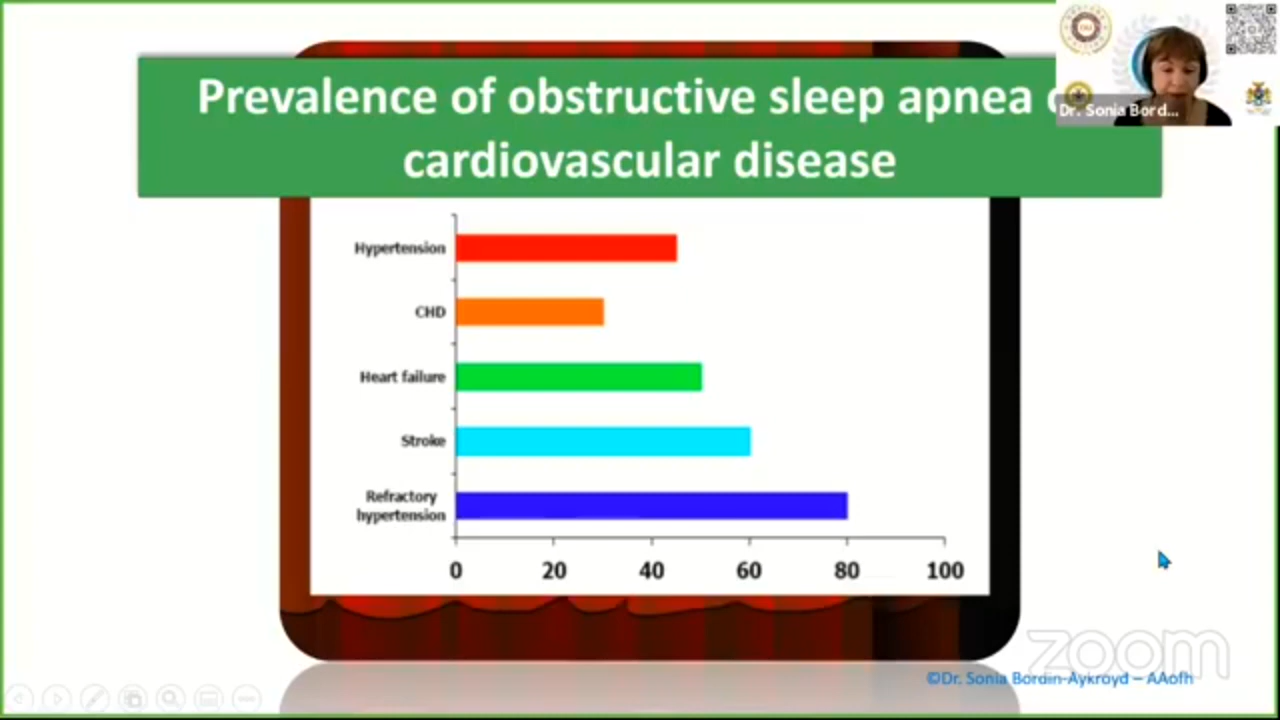 Prevalence of obstructive sleep apnea
cardiovascular disease
Dr. Sonia Bord...
Hypertension
CHD
Heart failure
Stroke
Refractory
hypertension
0 20 40 60 80 100
zoom
©Dr. Sonia Bordin-Aykroyd – AAofh